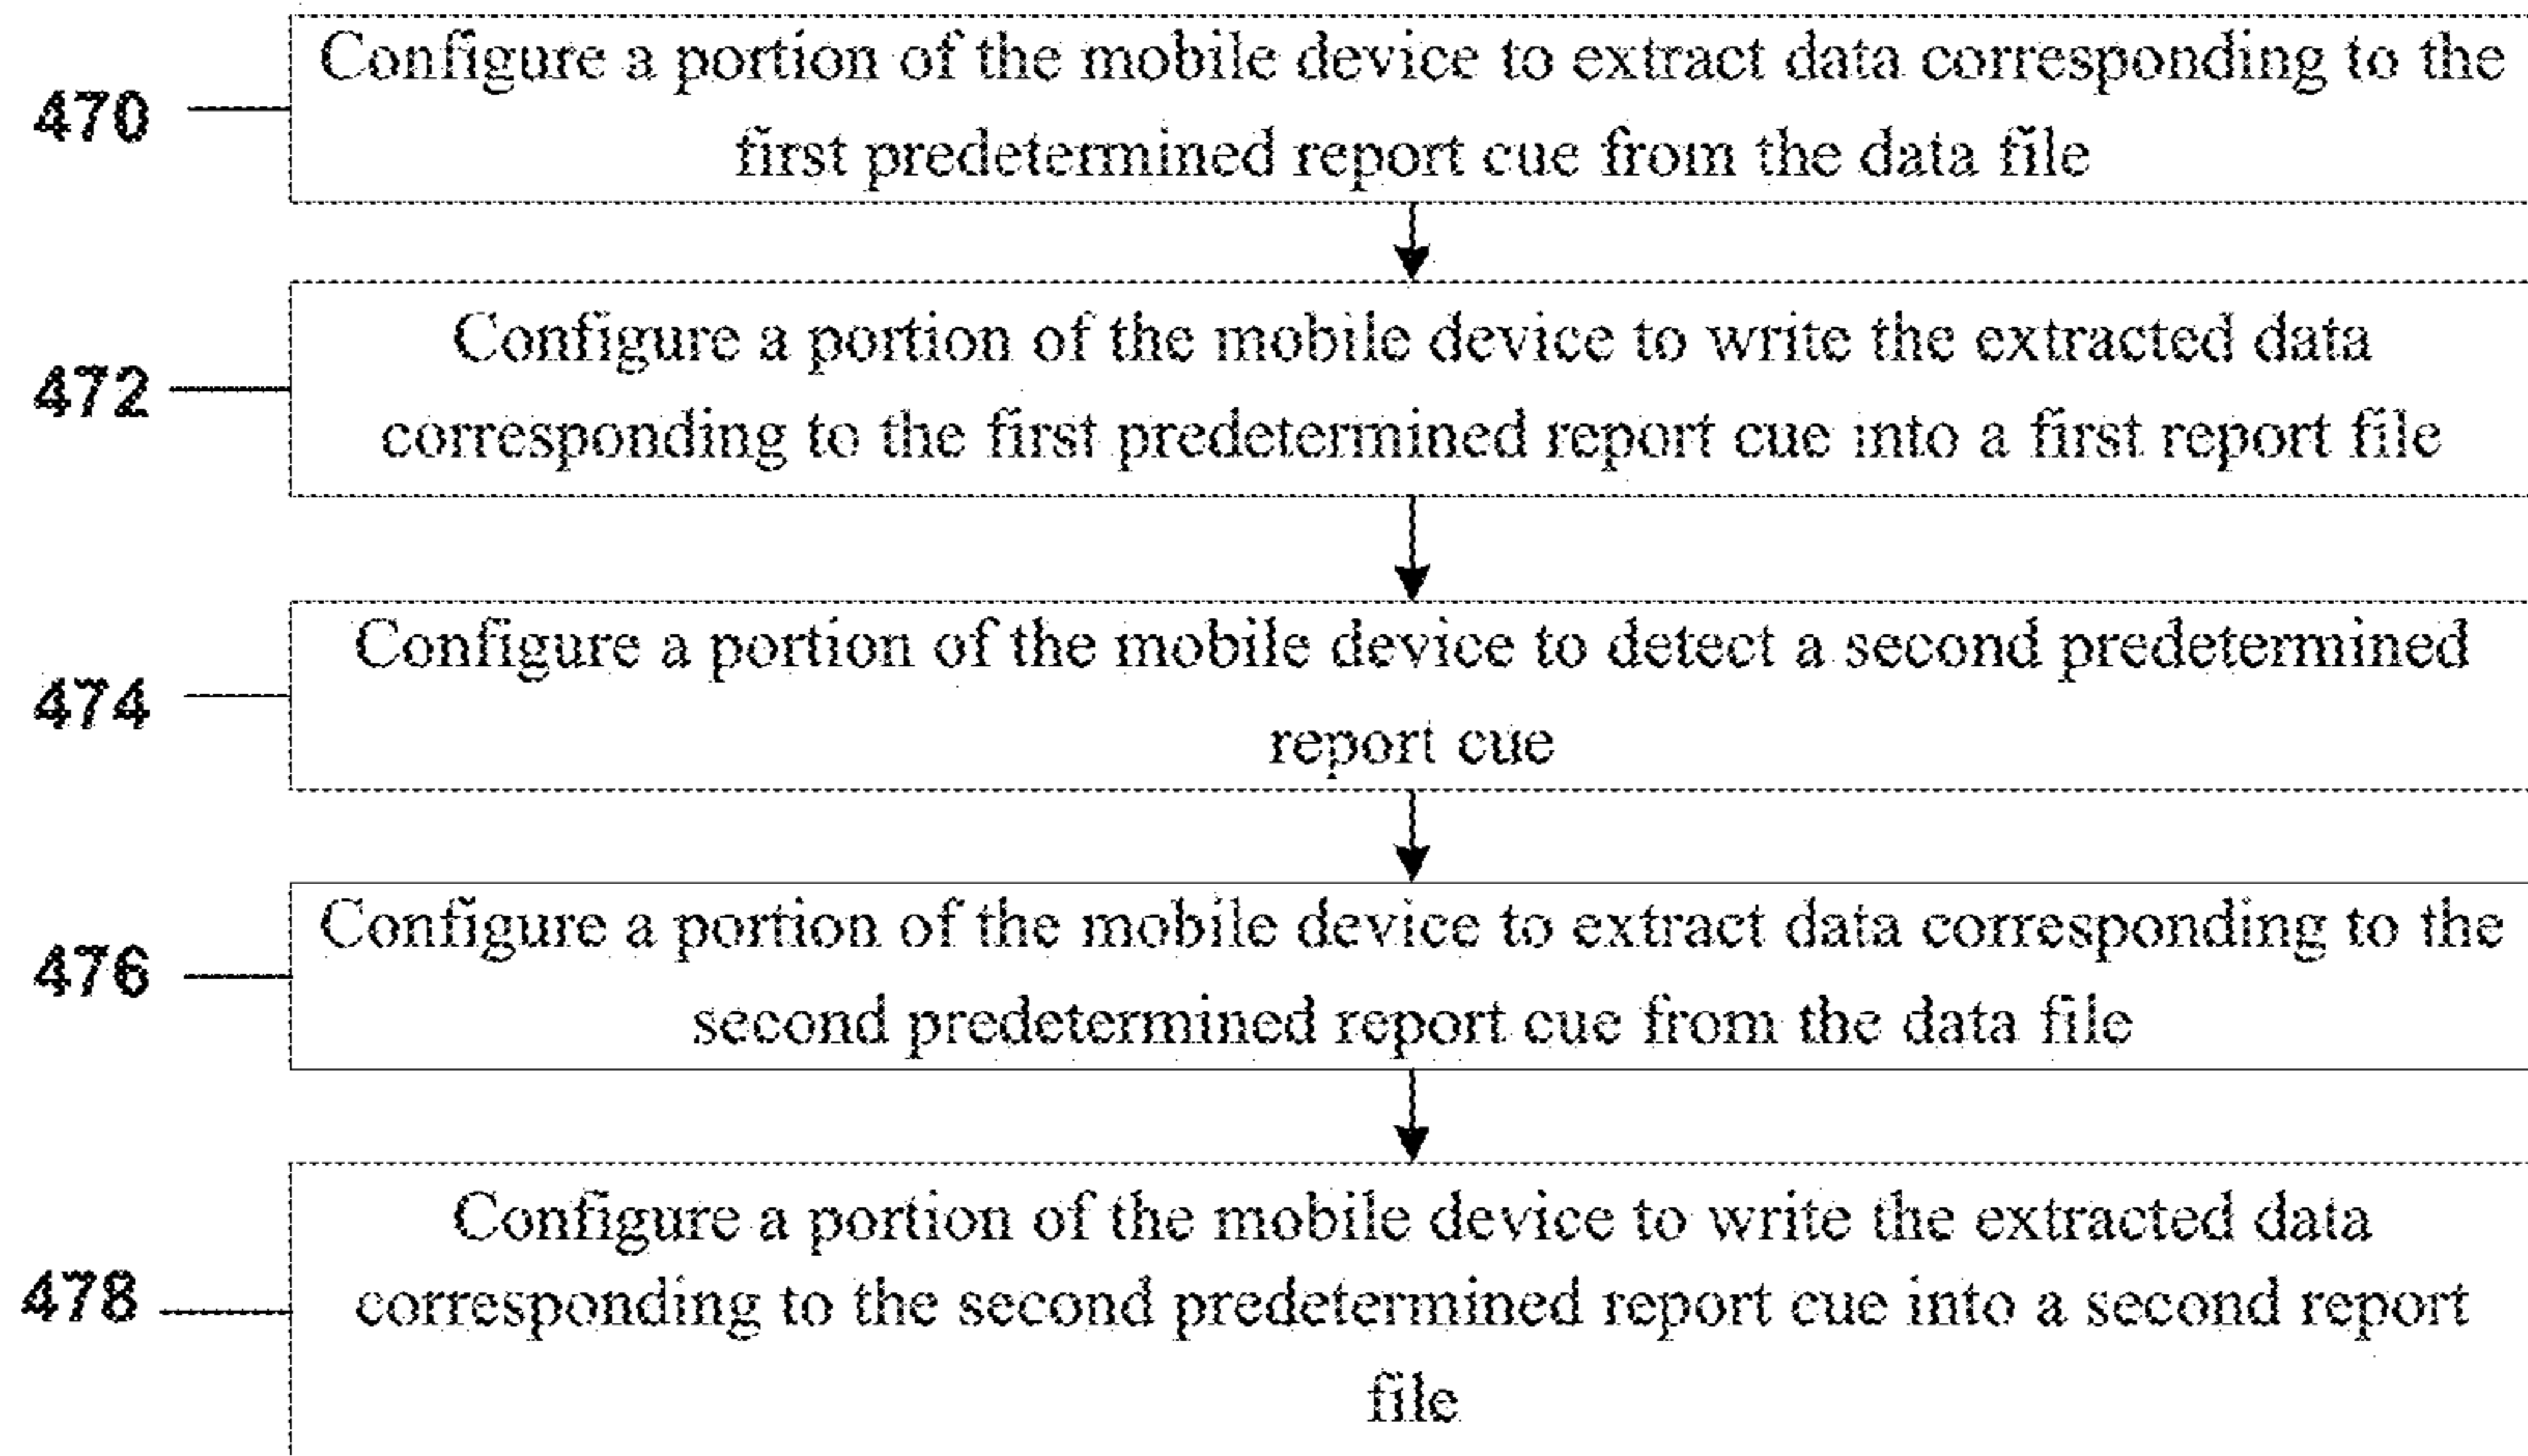 470
Configure a portion of the mobile device to extract data corresponding to the
first predetermined report cue from the data file
472
Configure a portion of the mobile device to write the extracted data
corresponding to the first predetermined report cue into a first report file
474
Configure a portion of the mobile device to detect a second predetermined
report cue
476
Configure a portion of the mobile device to extract data corresponding to the
second predetermined report cue from the data file
478
Configure a portion of the mobile device to write the extracted data
corresponding to the second predetermined report cue into a second report
file